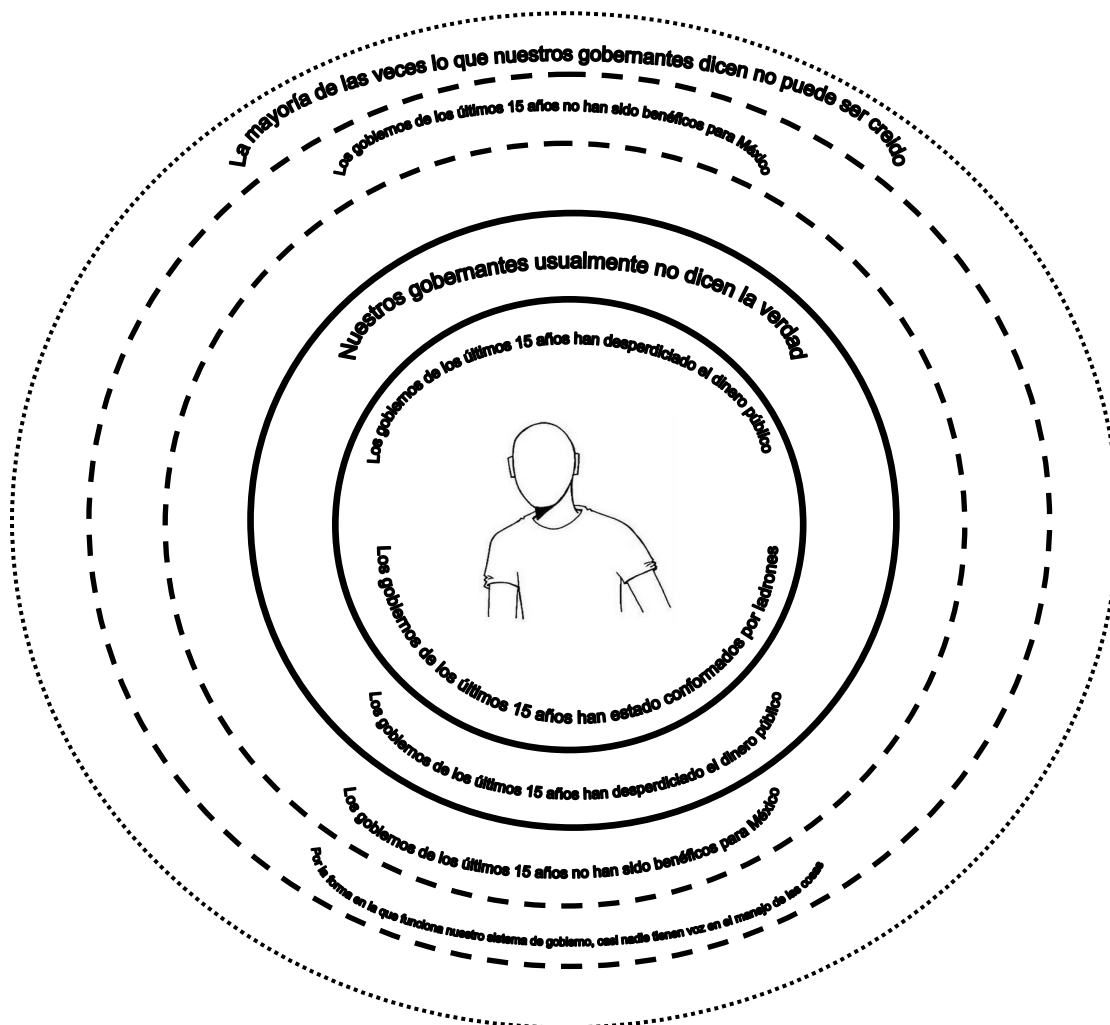 La mayoría de las veces lo que nuestros gobernantes dicen no puede ser creído
Los gobiernos de los últimos 15 años no han sido benéficos para México
Nuestros gobernantes usualmente no dicen la verdad
Los gobiernos de los últimos 15 años han desperdiciado el dinero público
Los gobiernos de los últimos 15 años han estado conformados por ladrones
Los gobiernos de los últimos 15 años han desperdiciado el dinero público
Los gobiernos de los últimos 15 años no han sido benéficos para México
Por la forma en la que funciona nuestro sistema de gobierno, casi nadie tienen voz en el manejo de las cosas